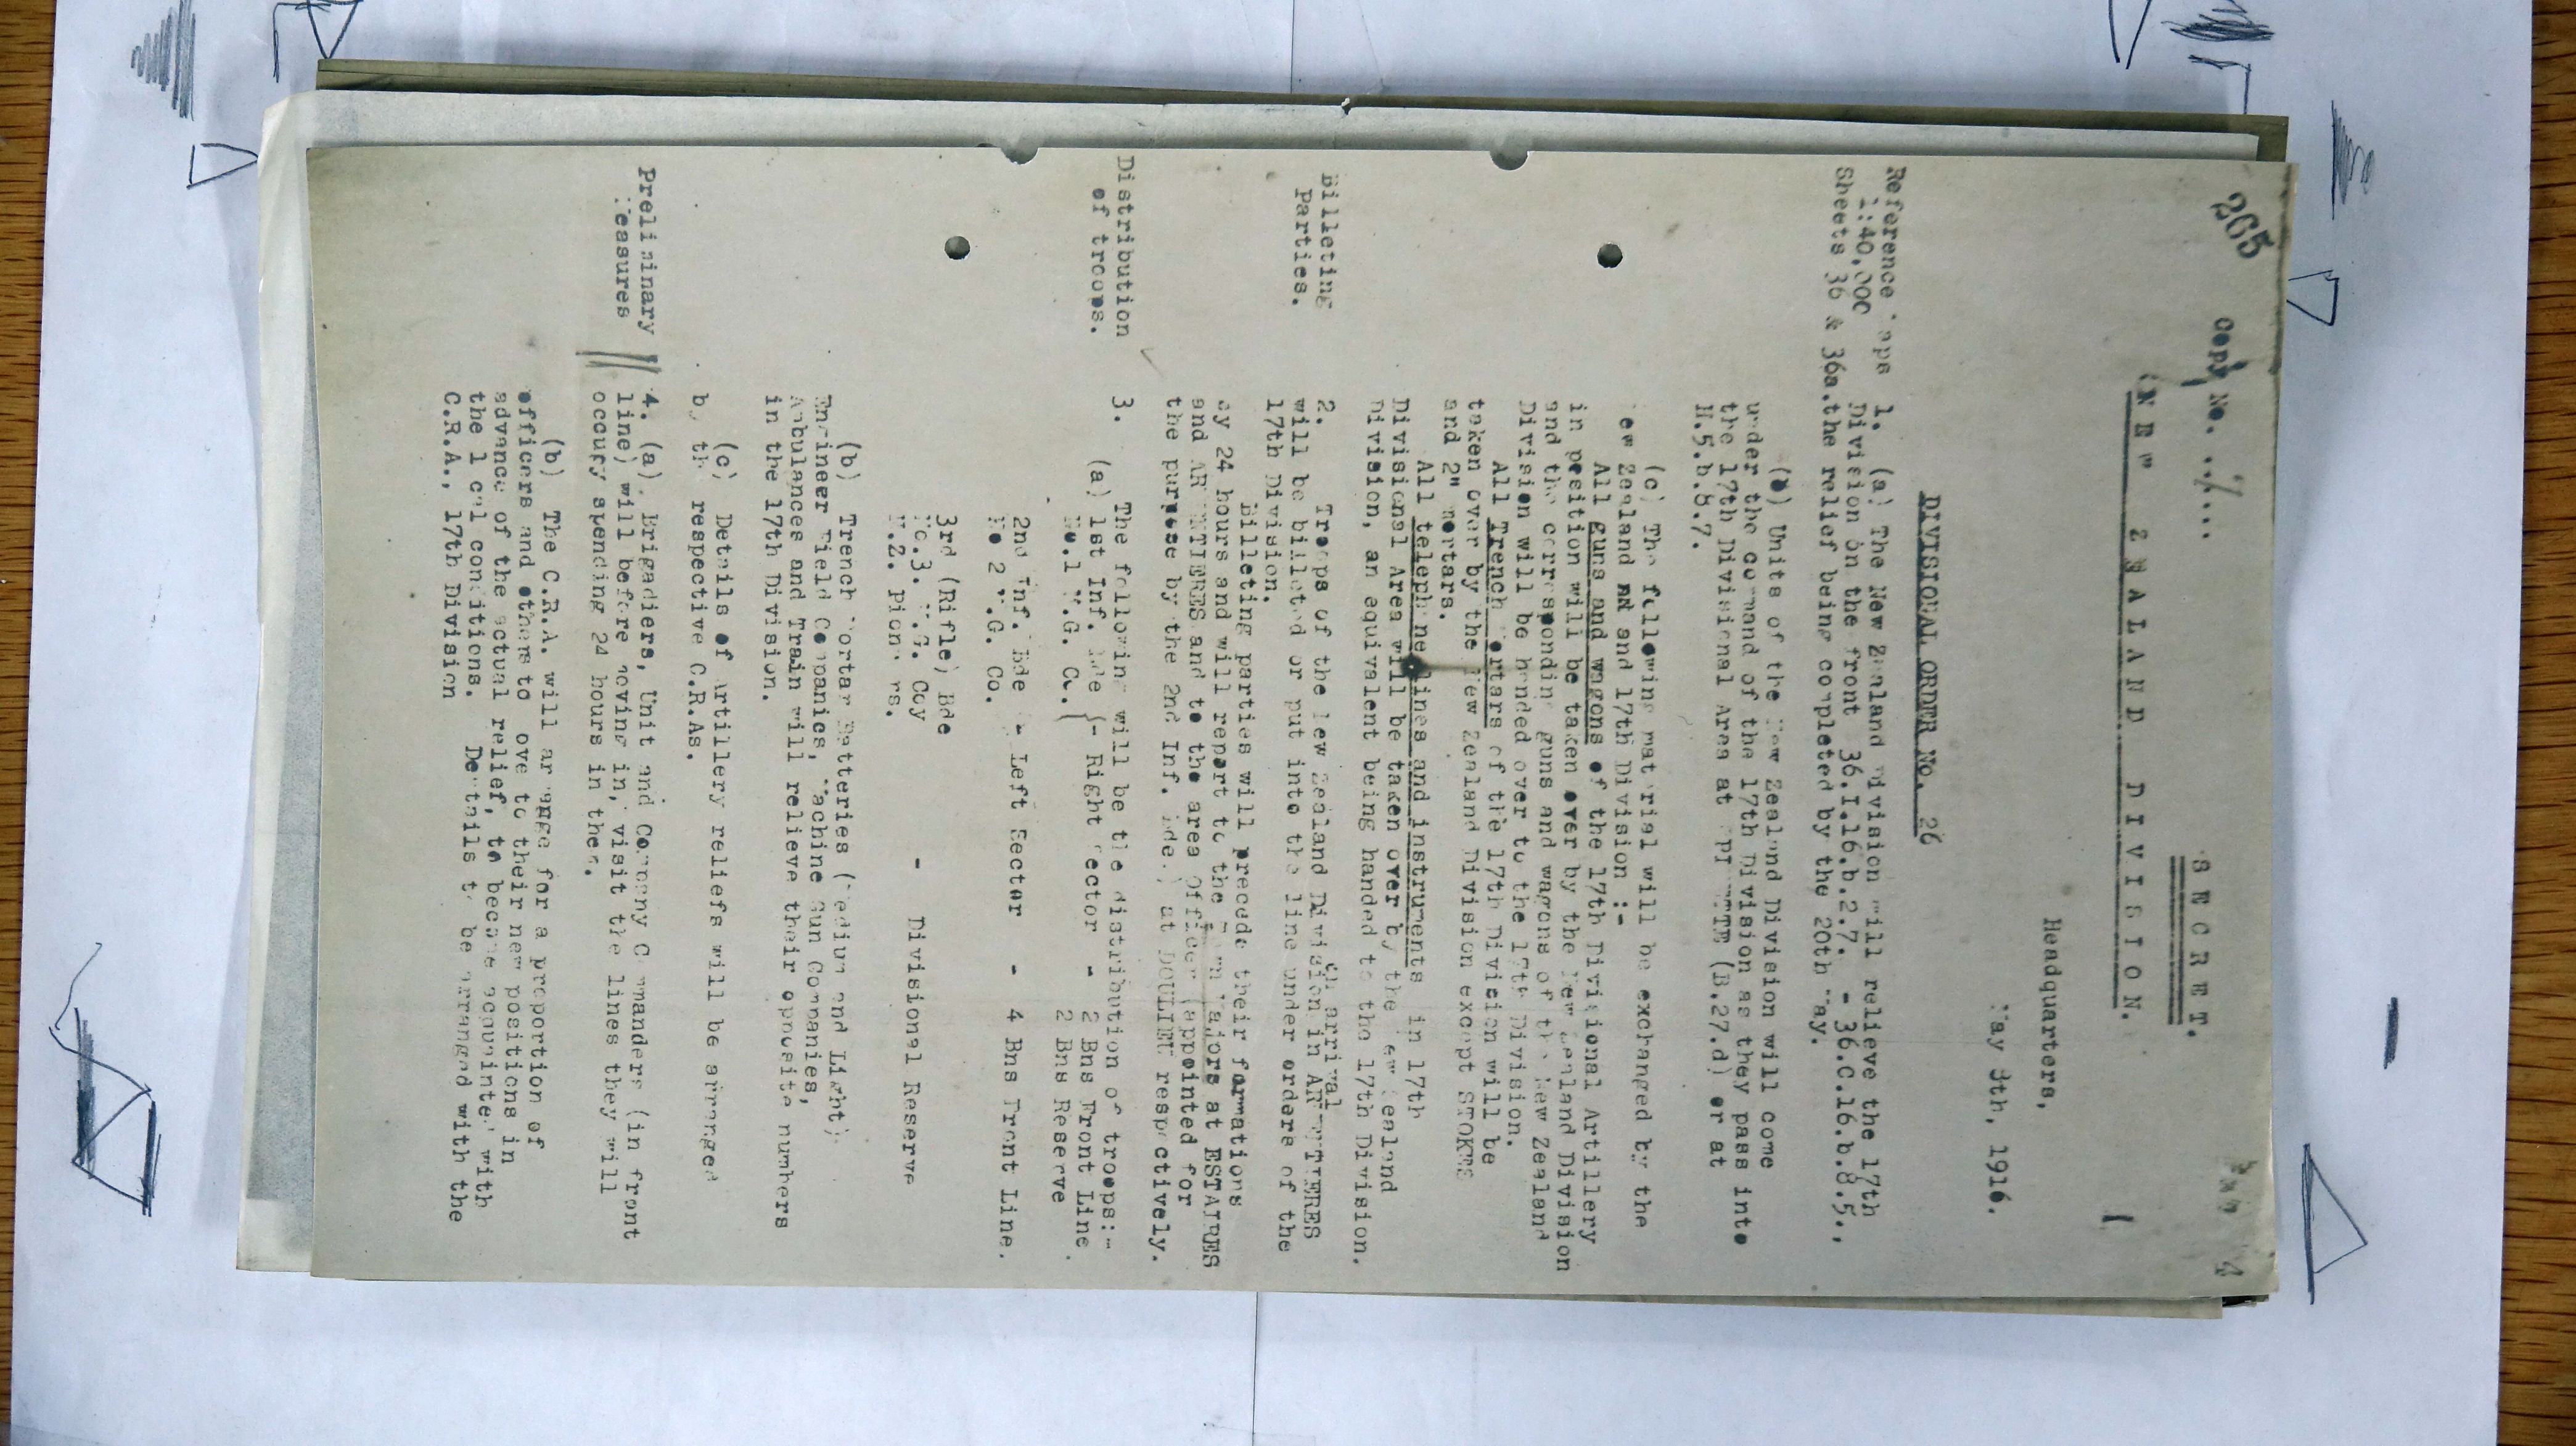 265
Copy No.
SECRET.
NEW ZEALAND DIVISION.
Headquarters,
May 8th, 1916.
DIVISIONAL ORDER No. 26
Reference Maps 1. (a) The New Zealand Division will relieve the 17th
1:40,000 Division on the front 36.I.16.b.2.7. - 36.C.16.b.8.5.,
Sheets 36 & 36a. the relief being completed by the 20th May.
(b) Units of the New Zealand Division will come
under the command of the 17th Division as they pass into
the 17th Divisional Area at (B.27.d) or at
H.5.b.8.7.
(c) The following material will be exchanged by the
New Zealand and 17th Division :-
All guns and wagons of the 17th Divisional Artillery
in position will be taken over by the New Zealand Division
and the corresponding guns and wagons of the New Zealand
Division will be handed over to the 17th Division.
All Trench Mortars of the 17th Division will be
taken over by the New Zealand Division except STOKES
and 2" mortars.
All telephone lines and instruments in 17th
Divisional Area will be taken over by the New Zealand
Division, an equivalent being handed to the 17th Division.
Billeting Parties.
2. Troops of the New Zealand Division on arrival in ARMENTIERES
will be billeted or put into the line under orders of the
17th Division.
Billeting parties will precede their formations
by 24 hours and will report to the Town Majors at ESTAIRES
and ARMENTIERES and to the area Officer (appointed for
the purpose by the 2nd Inf. Bde.) at DOULIEU respectively.
Distribution of troops.
3. The following will be the distribution of troops:-
(a) 1st Inf. Bde } - Right Sector - 2 Bns Front Line.
No.1 M.G. Co. } 2 Bns Reserve
2nd Inf. Bde - Left Sector - 4 Bns Front Line.
No 2 M.G. Co.
3rd (Rifle) Bde
No.3. M.G. Coy - Divisional Reserve
N.Z. Pioneers.
(b) Trench Mortar Batteries (Medium and Light).
Engineer Field Companies, Machine Gun Companies,
Ambulances and Train will relieve their opposite numbers
in the 17th Division.
(c) Details of Artillery reliefs will be arranged
by the respective C.R.As.
Preliminary Measures
4. (a) Brigadiers, Unit and Company Commanders (in front
line) will before moving in, visit the lines they will
occupy spending 24 hours in them.
(b) The C.R.A. will arrange for a proportion of
officers and others to move to their new positions in
advance of the actual relief, to become acquainted with
the local conditions. Details to be arranged with the
C.R.A., 17th Division